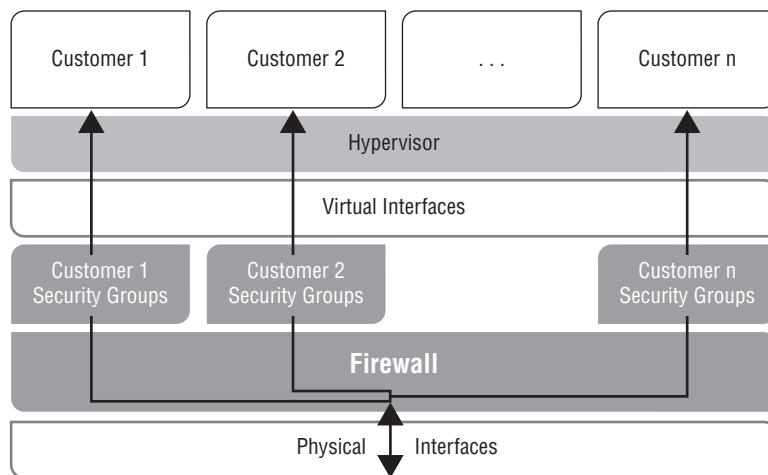 Customer 1
Customer 2
. . .
Customer n
Hypervisor
Virtual Interfaces
Customer 1
Security Groups
Customer 2
Security Groups
Customer n
Security Groups
Firewall
Physical Interfaces